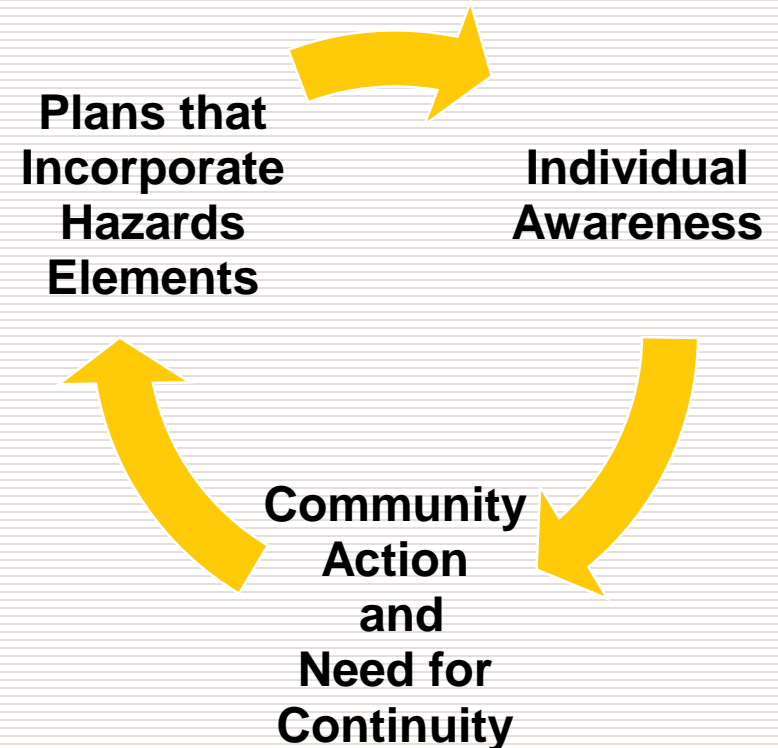 Plans that
Incorporate
Hazards
Elements
Individual
Awareness
Community
Action
and
Need for
Continuity